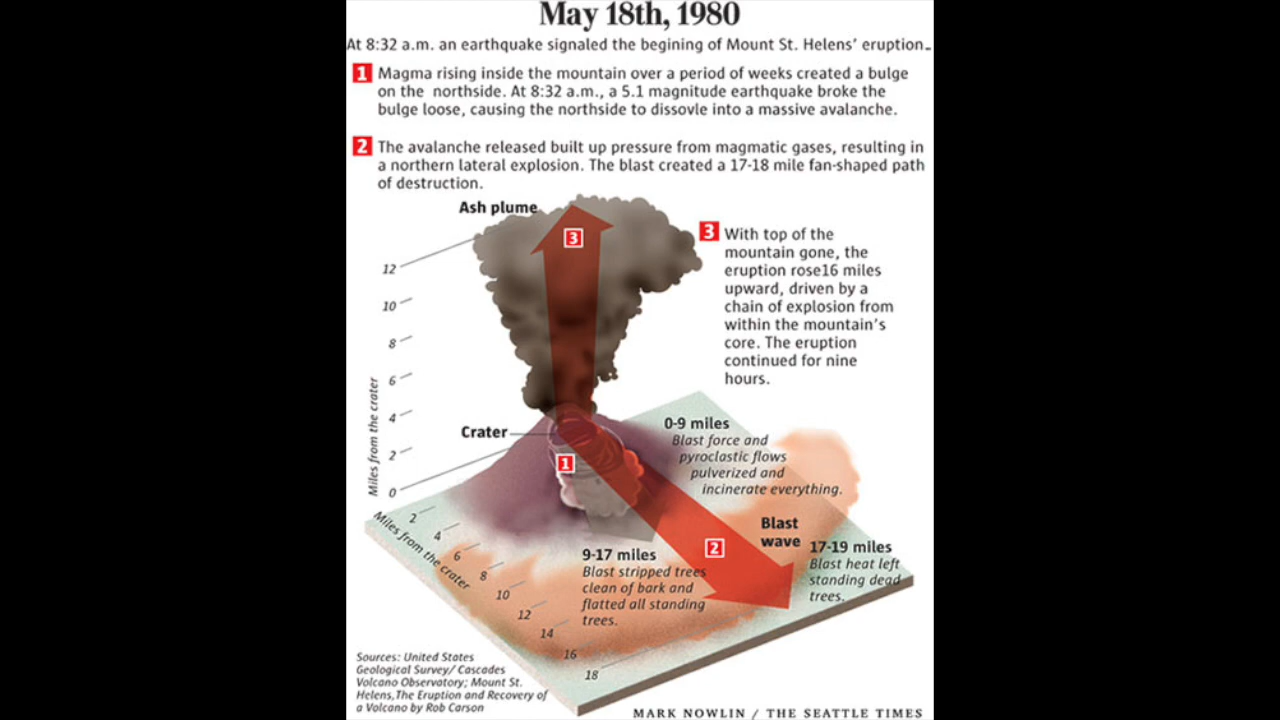 May 18th, 1980
At 8:32 a.m. an earthquake signaled the begining of Mount St. Helens' eruption...
1 Magma rising inside the mountain over a period of weeks created a bulge
on the northside. At 8:32 a.m., a 5.1 magnitude earthquake broke the
bulge loose, causing the northside to dissovle into a massive avalanche.
2 The avalanche released built up pressure from magmatic gases, resulting in
a northern lateral explosion. The blast created a 17-18 mile fan-shaped path
of destruction.
Ash plume
3
3 With top of the
mountain gone, the
eruption rose16 miles
upward, driven by a
chain of explosion from
within the mountain's
core. The eruption
continued for nine
hours.
12
10
8
6
4
2
0
Miles from the crater
Crater
1
0-9 miles
Blast force and
pyroclastic flows
pulverized and
incinerate everything.
Blast
wave
2
17-19 miles
Blast heat left
standing dead
trees.
9-17 miles
Blast stripped trees
clean of bark and
flatted all standing
trees.
Miles from the crater
2
4
6
8
10
12
14
16
18
Sources: United States
Geological Survey/ Cascades
Volcano Observatory; Mount St.
Helens,The Eruption and Recovery of
a Volcano by Rob Carson
MARK NOWLIN / THE SEATTLE TIMES